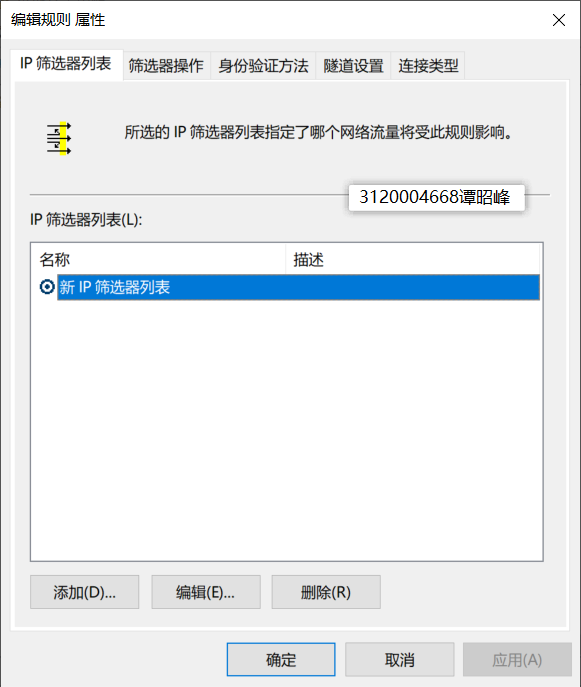 编辑规则 属性
IP 筛选器列表 筛选器操作 身份验证方法 隧道设置 连接类型
所选的 IP 筛选器列表指定了哪个网络流量将受此规则影响。
3120004668谭昭峰
IP 筛选器列表(L):
名称 描述
新 IP 筛选器列表
添加(D)... 编辑(E)... 删除(R)
确定 取消 应用(A)